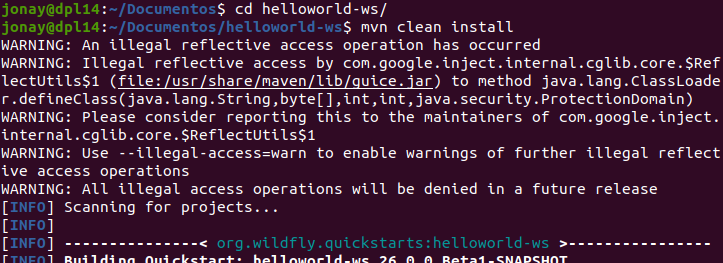 jonay@dpl14:~/Documentos$ cd helloworld-ws/
jonay@dpl14:~/Documentos/helloworld-ws$ mvn clean install
WARNING: An illegal reflective access operation has occurred
WARNING: Illegal reflective access by com.google.inject.internal.cglib.core.$Ref
lectUtils$1 (file:/usr/share/maven/lib/guice.jar) to method java.lang.ClassLoade
r.defineClass(java.lang.String,byte[],int,int,java.security.ProtectionDomain)
WARNING: Please consider reporting this to the maintainers of com.google.inject.
internal.cglib.core.$ReflectUtils$1
WARNING: Use --illegal-access=warn to enable warnings of further illegal reflect
ive access operations
WARNING: All illegal access operations will be denied in a future release
[INFO] Scanning for projects...
[INFO]
[INFO] ---------------< org.wildfly.quickstarts:helloworld-ws >----------------
[INFO] Building Quickstart: helloworld-ws 26.0.0.Beta1-SNAPSHOT